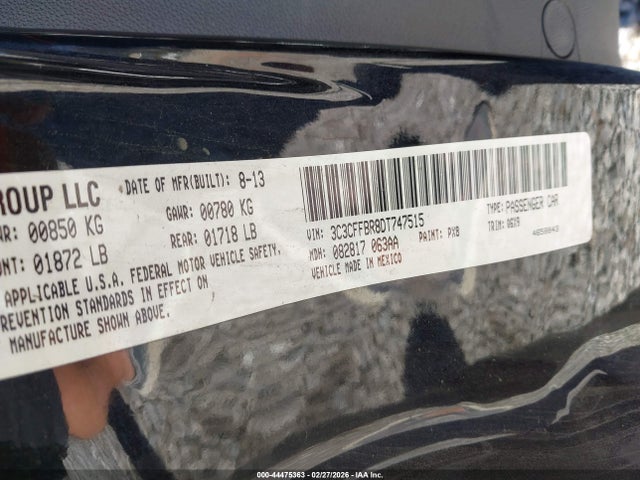 ROUP LLC DATE OF MFR(BUILT): 8-13
R: 00850 KG GAWR: 00780 KG
NT: 01872 LB REAR: 01718 LB
APPLICABLE U.S.A. FEDERAL MOTOR VEHICLE SAFETY,
REVENTION STANDARDS IN EFFECT ON
MANUFACTURE SHOWN ABOVE.
VIN: 3C3CFFBR8DT747515 TYPE: PASSENGER CAR
MDH: 082817 063AA PAINT: PXB TRIM: A6X9
VEHICLE MADE IN MEXICO
000-44475363 | 02/27/2026 - IAA Inc.